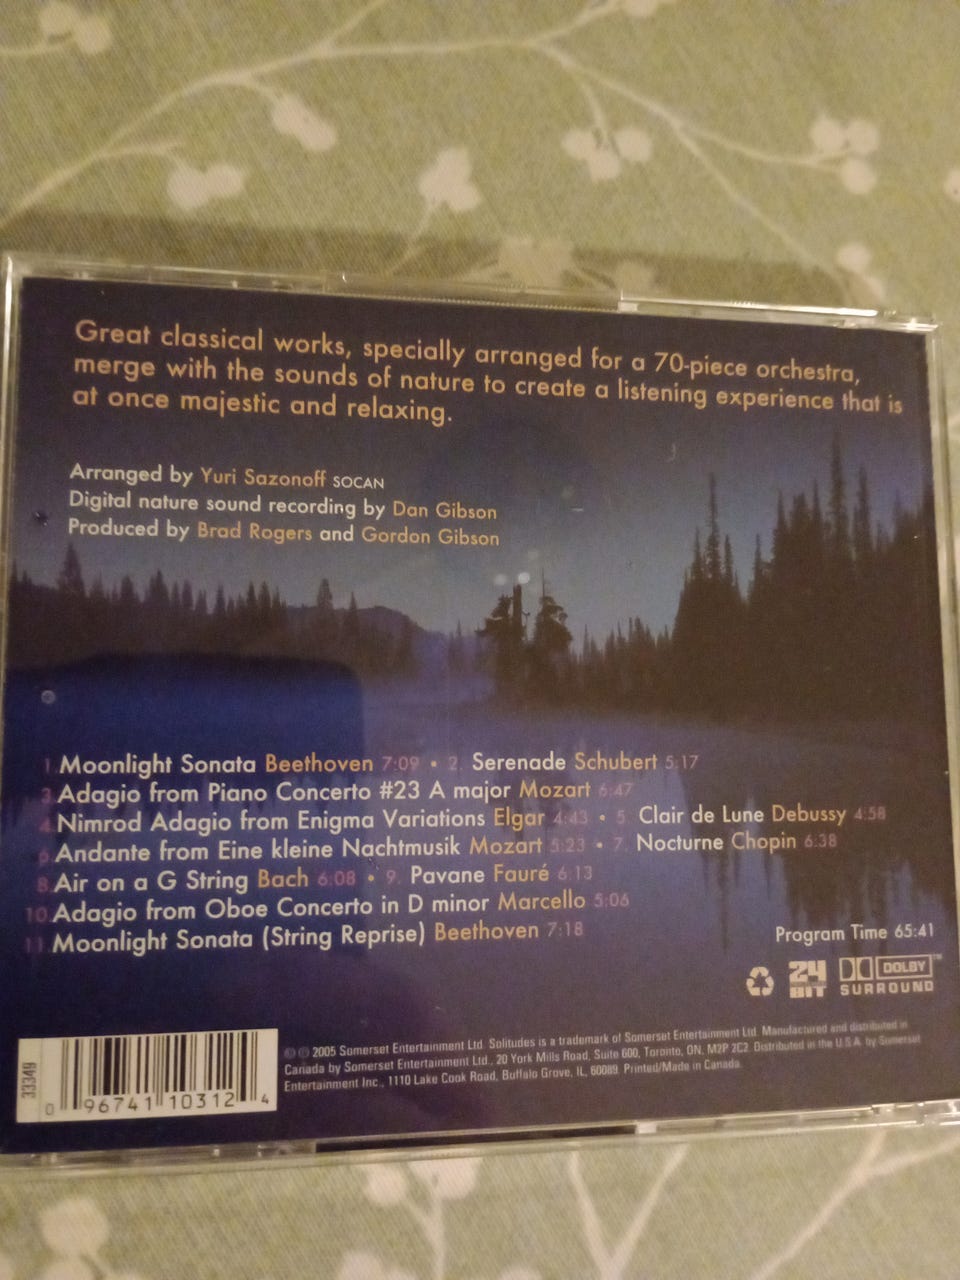 Great classical works, specially arranged for a 70-piece orchestra,
merge with the sounds of nature to create a listening experience that is
at once majestic and relaxing.
Arranged by Yuri Sazonoff SOCAN
Digital nature sound recording by Dan Gibson
Produced by Brad Rogers and Gordon Gibson
1. Moonlight Sonata Beethoven 7:09 • 2. Serenade Schubert 5:17
3. Adagio from Piano Concerto #23 A major Mozart 6:47
4. Nimrod Adagio from Enigma Variations Elgar 4:43 • 5. Clair de Lune Debussy 4:58
6. Andante from Eine kleine Nachtmusik Mozart 5:23 • 7. Nocturne Chopin 6:38
8. Air on a G String Bach 6:08 • 9. Pavane Fauré 6:13
10. Adagio from Oboe Concerto in D minor Marcello 5:06
11. Moonlight Sonata (String Reprise) Beethoven 7:18
Program Time 65:41
24 BIT
DOLBY™
SURROUND
33349
0 96741 10312 4
℗ © 2005 Somerset Entertainment Ltd. Solitudes is a trademark of Somerset Entertainment Ltd. Manufactured and distributed in
Canada by Somerset Entertainment Ltd., 20 York Mills Road, Suite 600, Toronto, ON, M2P 2C2. Distributed in the U.S.A. by Somerset
Entertainment Inc., 1110 Lake Cook Road, Buffalo Grove, IL, 60089. Printed/Made in Canada.